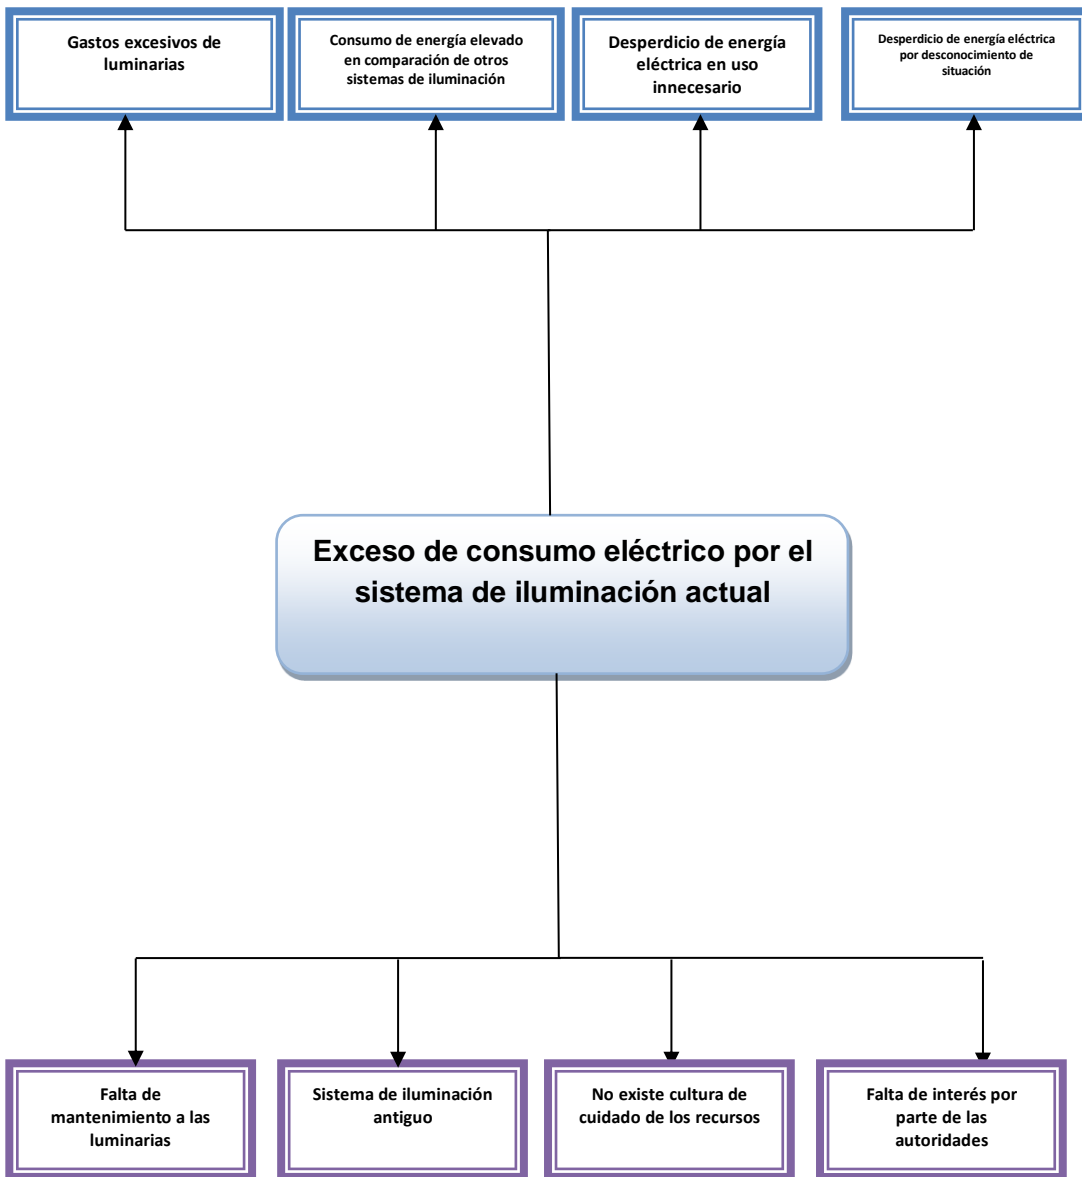 Gastos excesivos de
luminarias
Consumo de energía elevado
en comparación de otros
sistemas de iluminación
Desperdicio de energía
eléctrica en uso
innecesario
Desperdicio de energía eléctrica
por desconocimiento de
situación
Exceso de consumo eléctrico por el
sistema de iluminación actual
Falta de
mantenimiento a las
luminarias
Sistema de iluminación
antiguo
No existe cultura de
cuidado de los recursos
Falta de interés por
parte de las
autoridades